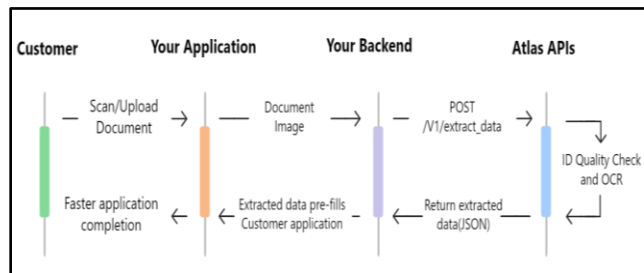 Customer
Your Application
Your Backend
Atlas APIs
Scan/Upload
Document
Document
Image
POST
/V1/extract_data
ID Quality Check
and OCR
Faster application
completion
Extracted data pre-fills
Customer application
Return extracted
data(JSON)